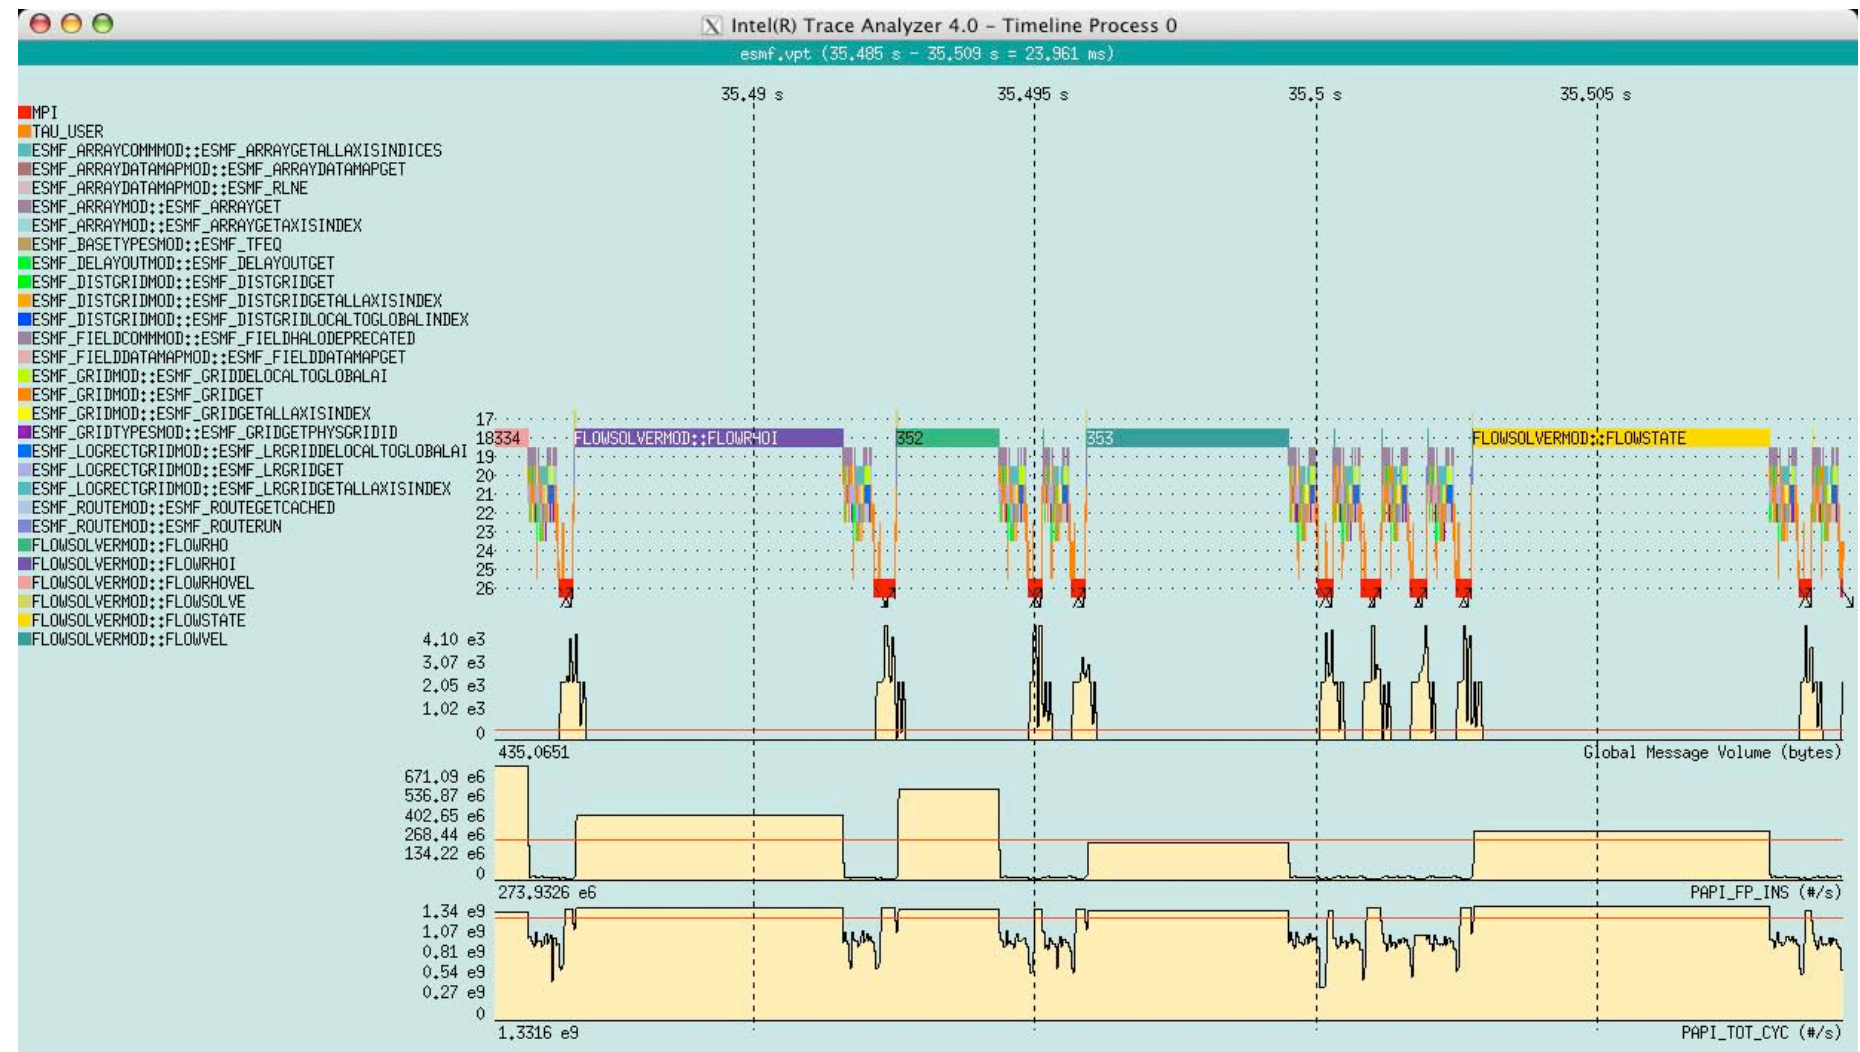 Intel(R) Trace Analyzer 4.0 – Timeline Process 0
esmf.vpt (35.485 s - 35.509 s = 23.961 ms)
35.49 s
35.495 s
35.5 s
35.505 s
MPI
TAU_USER
ESMF_ARRAYCOMMMOD::ESMF_ARRAYGETALLAXISINDICES
ESMF_ARRAYDATAMAPMOD::ESMF_ARRAYDATAMAPGET
ESMF_ARRAYDATAMAPMOD::ESMF_RLNE
ESMF_ARRAYMOD::ESMF_ARRAYGET
ESMF_ARRAYMOD::ESMF_ARRAYGETAXISINDEX
ESMF_BASETYPESMOD::ESMF_TFEQ
ESMF_DELAYOUTMOD::ESMF_DELAYOUTGET
ESMF_DISTGRIDMOD::ESMF_DISTGRIDGET
ESMF_DISTGRIDMOD::ESMF_DISTGRIDGETALLAXISINDEX
ESMF_DISTGRIDMOD::ESMF_DISTGRIDLOCALTOGLOBALINDEX
ESMF_FIELDCOMMMOD::ESMF_FIELDHALODEPRECATED
ESMF_FIELDDATAMAPMOD::ESMF_FIELDDATAMAPGET
ESMF_GRIDMOD::ESMF_GRIDDELOCALTOGLOBALAI
ESMF_GRIDMOD::ESMF_GRIDGET
ESMF_GRIDMOD::ESMF_GRIDGETALLAXISINDEX
ESMF_GRIDTYPESMOD::ESMF_GRIDGETPHYSGRIDID
ESMF_LOGRECTGRIDMOD::ESMF_LRGRIDDELOCALTOGLOBALAI
ESMF_LOGRECTGRIDMOD::ESMF_LRGRIDGET
ESMF_LOGRECTGRIDMOD::ESMF_LRGRIDGETALLAXISINDEX
ESMF_ROUTEMOD::ESMF_ROUTEGETCACHED
ESMF_ROUTEMOD::ESMF_ROUTERUN
FLOWSOLVERMOD::FLOWRHO
FLOWSOLVERMOD::FLOWRHOI
FLOWSOLVERMOD::FLOWRHOVEL
FLOWSOLVERMOD::FLOWSOLVE
FLOWSOLVERMOD::FLOWSTATE
FLOWSOLVERMOD::FLOWVEL
17
18 334 FLOWSOLVERMOD::FLOWRHOI 352 353 FLOWSOLVERMOD::FLOWSTATE
19
20
21
22
23
24
25
26
4.10 e3
3.07 e3
2.05 e3
1.02 e3
0
435.0651 Global Message Volume (bytes)
671.09 e6
536.87 e6
402.65 e6
268.44 e6
134.22 e6
0
273.9326 e6 PAPI_FP_INS (#/s)
1.34 e9
1.07 e9
0.81 e9
0.54 e9
0.27 e9
0
1.3316 e9 PAPI_TOT_CYC (#/s)